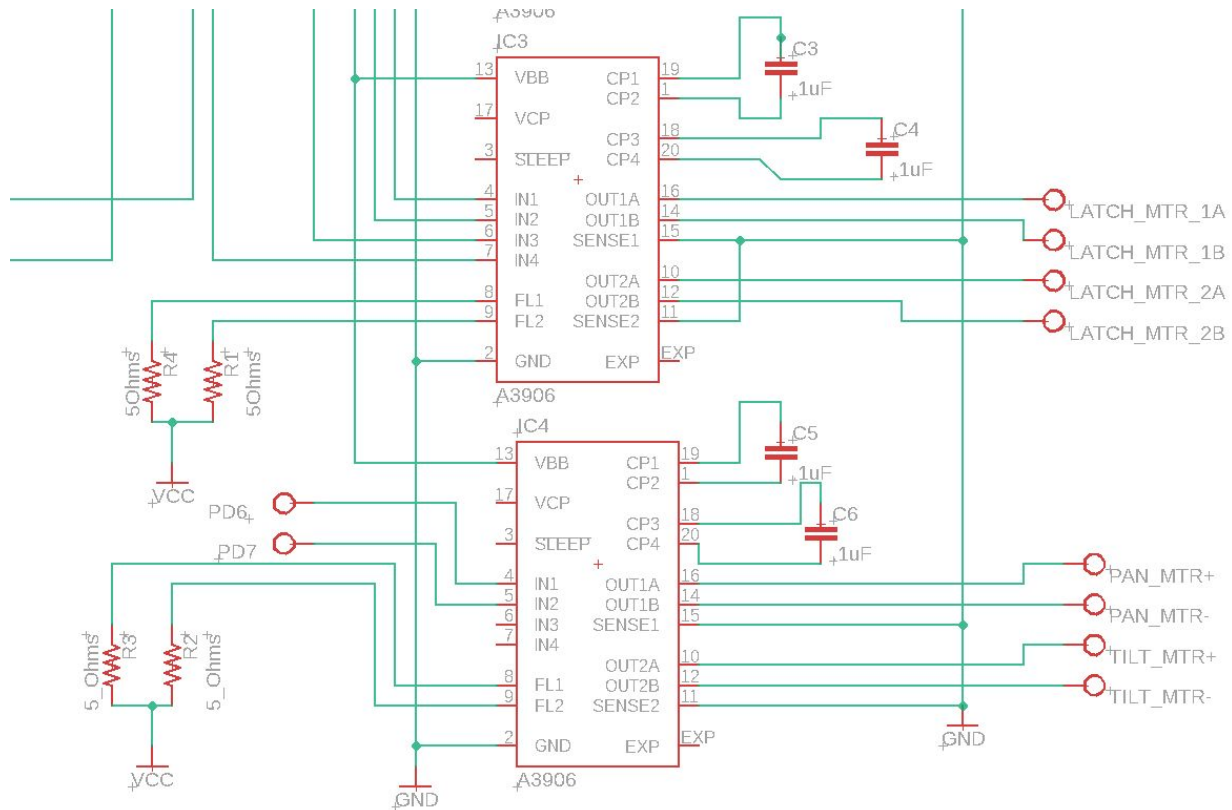 A3906
IC3
13 VBB CP1 19
CP2 1
17 VCP
CP3 18
3 SLEEP CP4 20
C3
1uF
C4
1uF
4 IN1 OUT1A 16
5 IN2 OUT1B 14
6 IN3 SENSE1 15
7 IN4
OUT2A 10
8 FL1 OUT2B 12
9 FL2 SENSE2 11
2 GND EXP EXP
A3906
LATCH_MTR_1A
LATCH_MTR_1B
LATCH_MTR_2A
LATCH_MTR_2B
5Ohms
R4
R1
5Ohms
VCC
IC4
13 VBB CP1 19
CP2 1
17 VCP
CP3 18
3 SLEEP CP4 20
C5
1uF
C6
1uF
PD6
PD7
4 IN1 OUT1A 16
5 IN2 OUT1B 14
6 IN3 SENSE1 15
7 IN4
OUT2A 10
8 FL1 OUT2B 12
9 FL2 SENSE2 11
2 GND EXP EXP
A3906
PAN_MTR+
PAN_MTR-
TILT_MTR+
TILT_MTR-
5_Ohms
R3
R2
5_Ohms
VCC
GND
GND